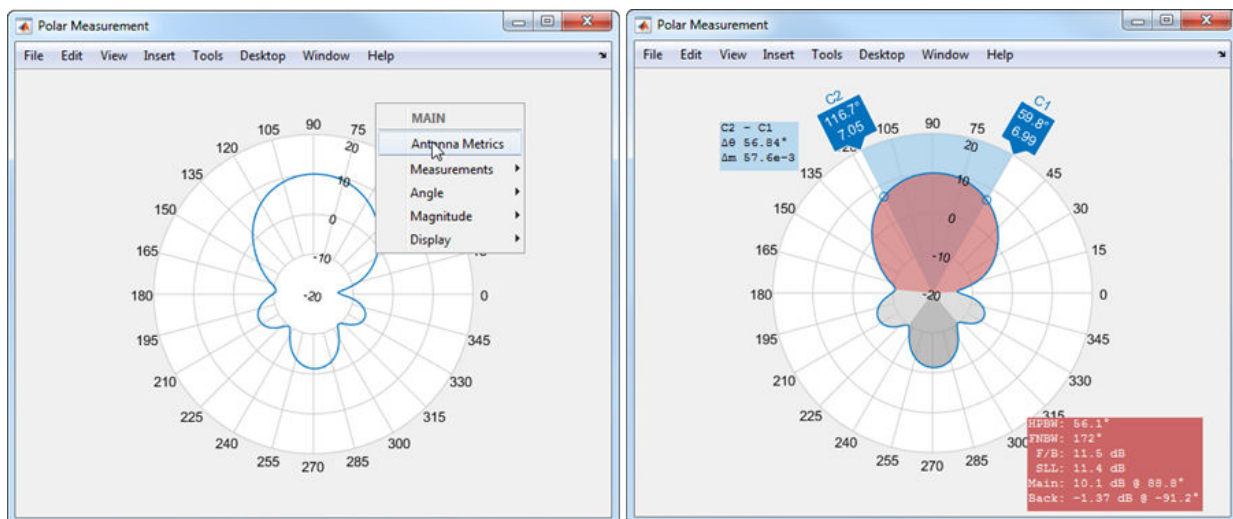 Polar Measurement
File Edit View Insert Tools Desktop Window Help
MAIN
Antenna Metrics
Measurements
Angle
Magnitude
Display
90
105
75
120
135
150
165
180
195
210
225
240
255
270
285
300
315
330
345
0
20
10
0
-10
-20
Polar Measurement
File Edit View Insert Tools Desktop Window Help
C2 - C1
Δθ 56.84°
Δm 57.6e-3
C2
116.7°
7.05
C1
59.8°
6.99
105
90
75
135
150
165
180
195
210
225
240
255
270
285
300
315
330
345
0
15
30
45
20
10
0
-10
-20
HPBW: 56.1°
FNBW: 172°
F/B: 11.5 dB
SLL: 11.4 dB
Main: 10.1 dB @ 88.8°
Back: -1.37 dB @ -91.2°